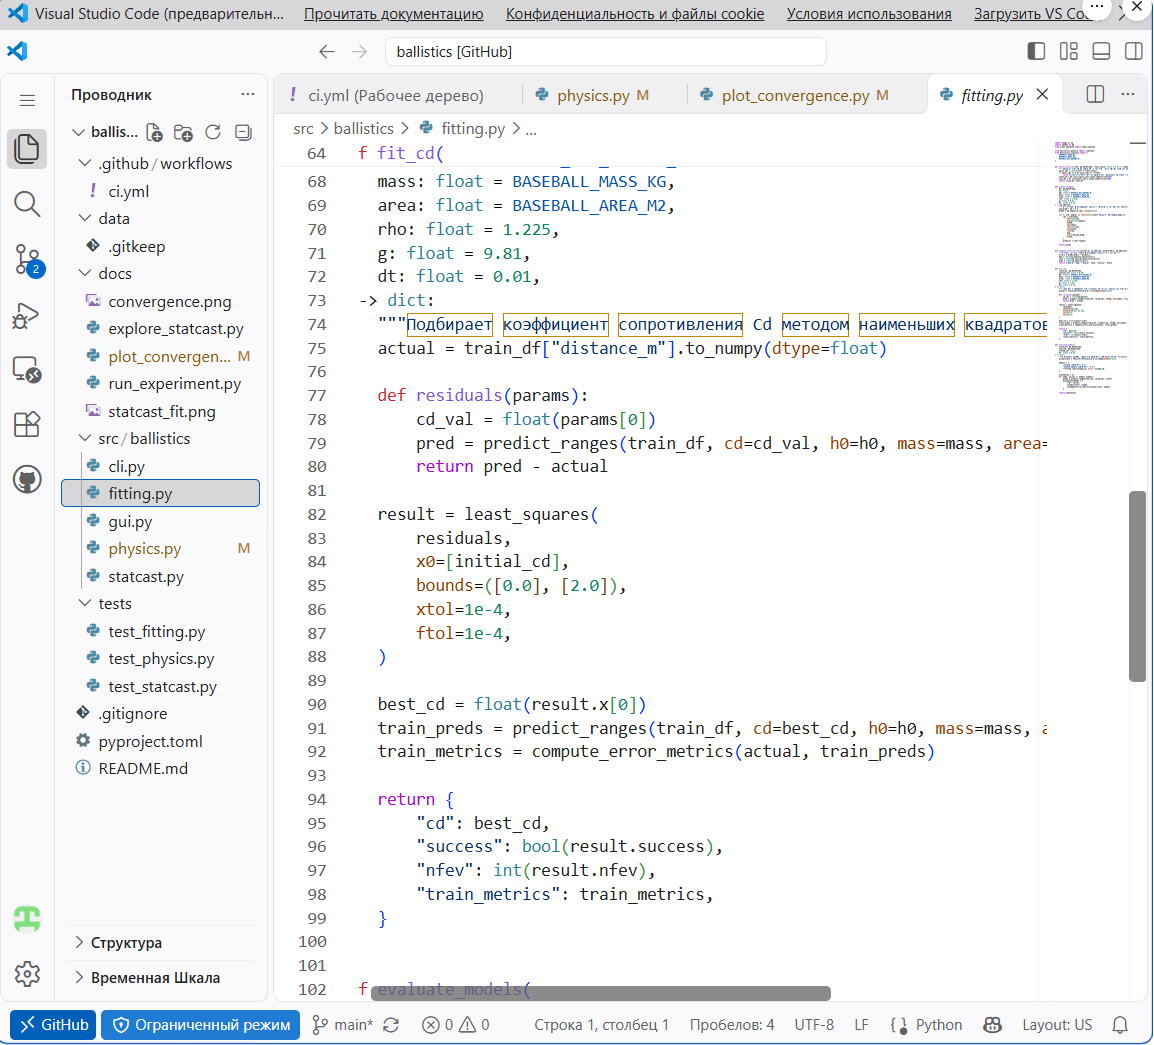 Visual Studio Code (предварительн... Прочитать документацию Конфиденциальность и файлы cookie Условия использования Загрузить VS Co
ballistics [GitHub]
Проводник
ci.yml (Рабочее дерево) physics.py M plot_convergence.py M fitting.py
src > ballistics > fitting.py > ...
ballis...
.github / workflows
ci.yml
data
.gitkeep
docs
convergence.png
explore_statcast.py
plot_convergen... M
run_experiment.py
statcast_fit.png
src / ballistics
cli.py
fitting.py
gui.py
physics.py M
statcast.py
tests
test_fitting.py
test_physics.py
test_statcast.py
.gitignore
pyproject.toml
README.md
Структура
Временная Шкала
2
64 f fit_cd(
68 mass: float = BASEBALL_MASS_KG,
69 area: float = BASEBALL_AREA_M2,
70 rho: float = 1.225,
71 g: float = 9.81,
72 dt: float = 0.01,
73 -> dict:
74 """Подбирает коэффициент сопротивления Cd методом наименьших квадратов
75 actual = train_df["distance_m"].to_numpy(dtype=float)
76
77 def residuals(params):
78 cd_val = float(params[0])
79 pred = predict_ranges(train_df, cd=cd_val, h0=h0, mass=mass, area=
80 return pred - actual
81
82 result = least_squares(
83 residuals,
84 x0=[initial_cd],
85 bounds=([0.0], [2.0]),
86 xtol=1e-4,
87 ftol=1e-4,
88 )
89
90 best_cd = float(result.x[0])
91 train_preds = predict_ranges(train_df, cd=best_cd, h0=h0, mass=mass, a
92 train_metrics = compute_error_metrics(actual, train_preds)
93
94 return {
95 "cd": best_cd,
96 "success": bool(result.success),
97 "nfev": int(result.nfev),
98 "train_metrics": train_metrics,
99 }
100
101
102 f evaluate_models(
GitHub Ограниченный режим main* 0 0 Строка 1, столбец 1 Пробелов: 4 UTF-8 LF Python Layout: US